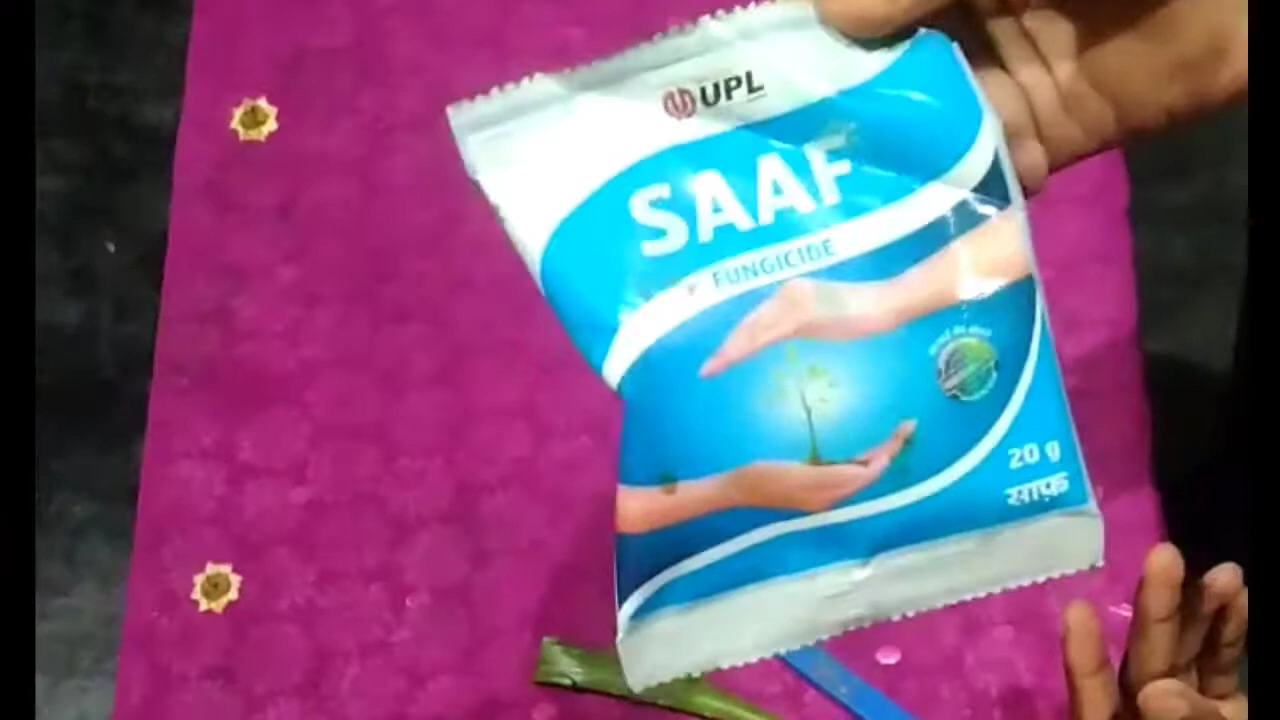 UPL
SAAF
FUNGICIDE
20 g
साफ़